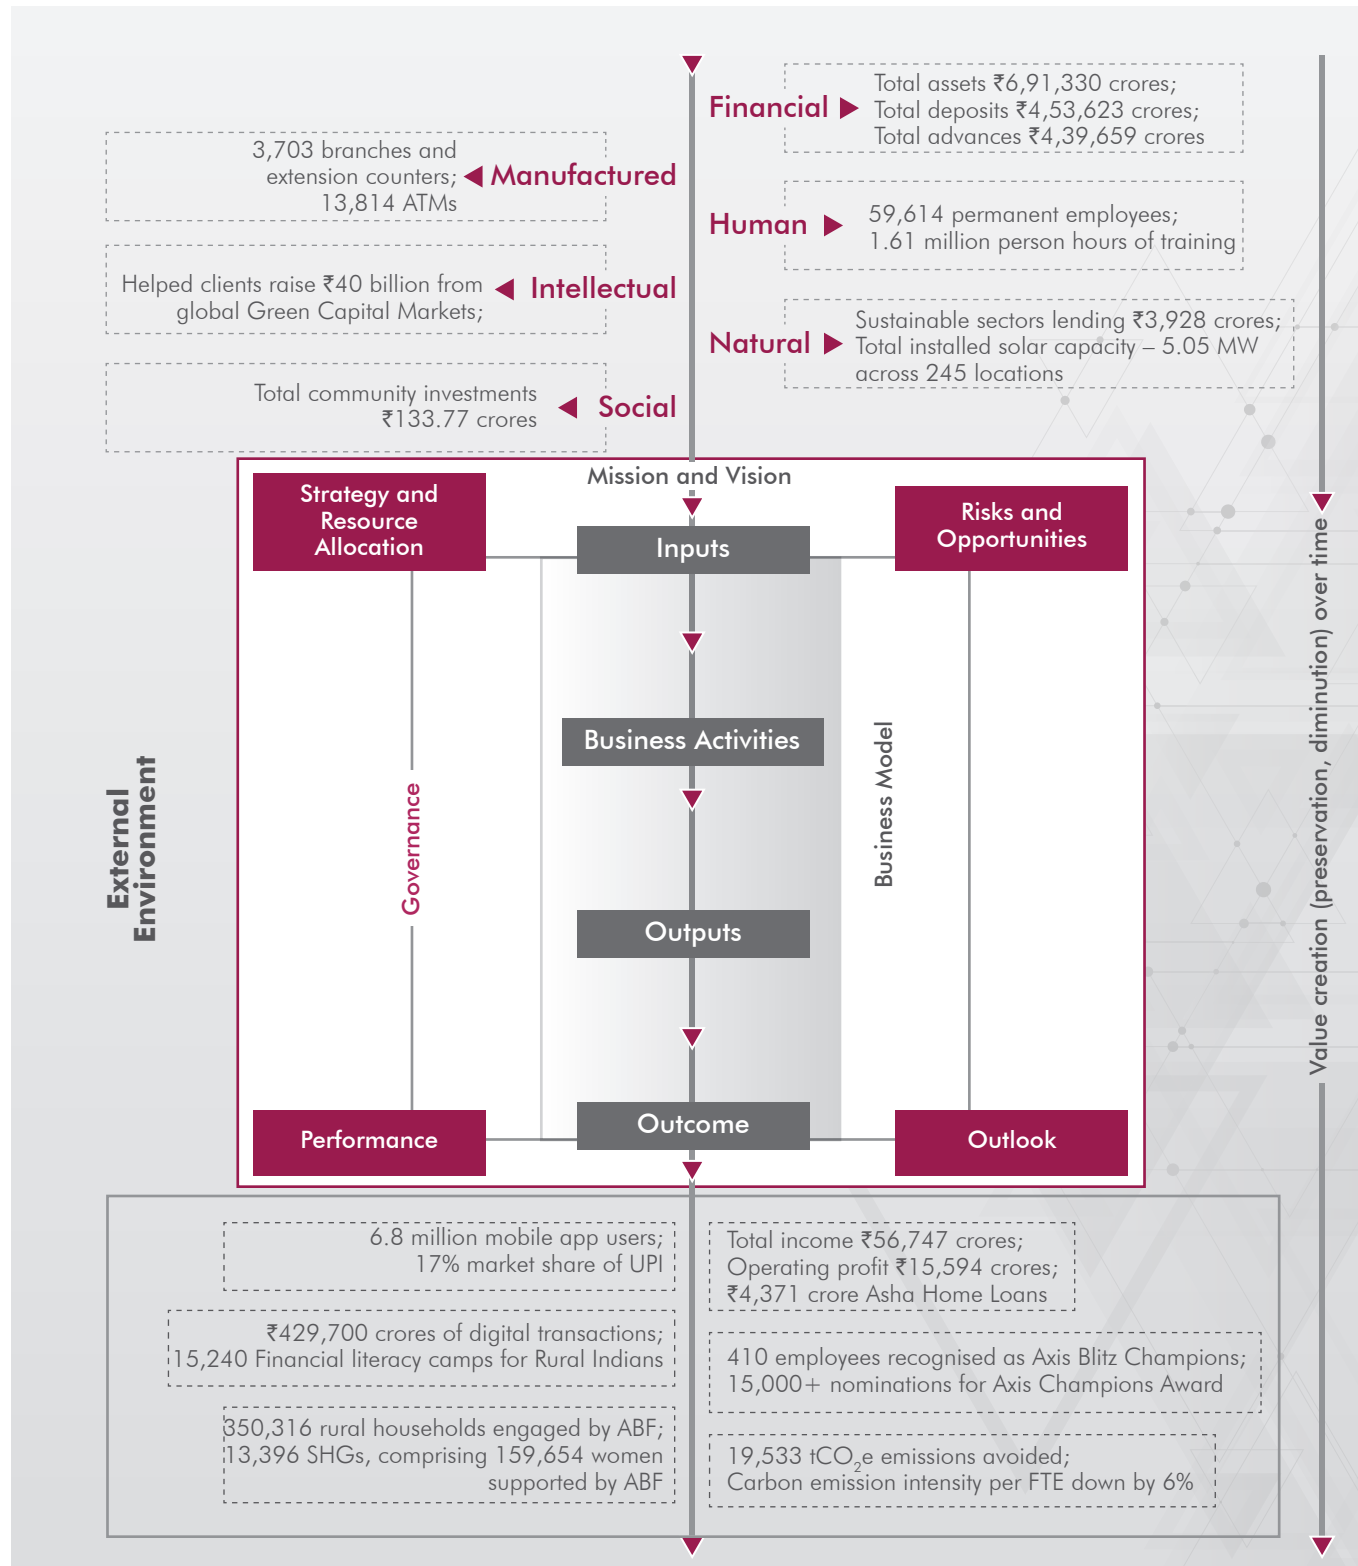 Financial
Total assets ₹6,91,330 crores;
Total deposits ₹4,53,623 crores;
Total advances ₹4,39,659 crores
3,703 branches and
extension counters;
13,814 ATMs
Manufactured
Human
59,614 permanent employees;
1.61 million person hours of training
Helped clients raise ₹40 billion from
global Green Capital Markets;
Intellectual
Natural
Sustainable sectors lending ₹3,928 crores;
Total installed solar capacity – 5.05 MW
across 245 locations
Total community investments
₹133.77 crores
Social
Mission and Vision
Strategy and
Resource
Allocation
Inputs
Risks and
Opportunities
Business Activities
Governance
Business Model
External
Environment
Value creation (preservation, diminution) over time
Outputs
Performance
Outcome
Outlook
6.8 million mobile app users;
17% market share of UPI
Total income ₹56,747 crores;
Operating profit ₹15,594 crores;
₹4,371 crore Asha Home Loans
₹429,700 crores of digital transactions;
15,240 Financial literacy camps for Rural Indians
410 employees recognised as Axis Blitz Champions;
15,000+ nominations for Axis Champions Award
350,316 rural households engaged by ABF;
13,396 SHGs, comprising 159,654 women
supported by ABF
19,533 tCO₂e emissions avoided;
Carbon emission intensity per FTE down by 6%